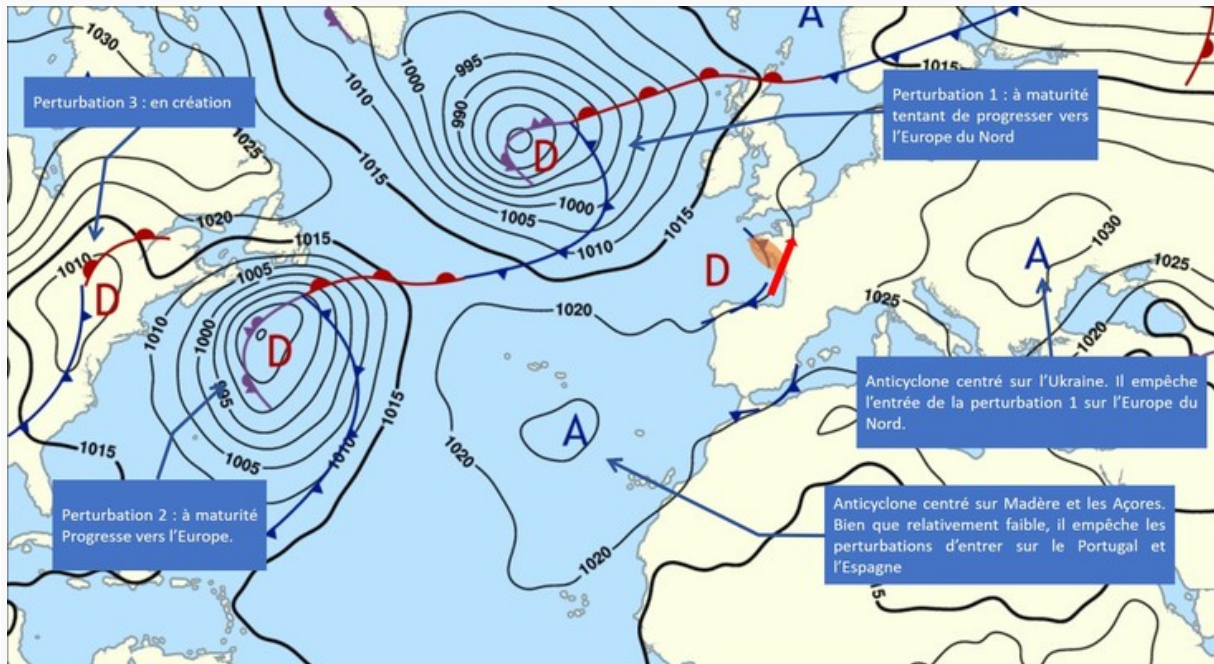 A
1030
995
1000
1010
1015
990
Perturbation 3 : en création
Perturbation 1 : à maturité
tentant de progresser vers
l'Europe du Nord
D
1025
1020
1015
1015
1005
1000
1015
1010
1010
D
1005
1010
1000
D
995
1015
1010
1005
1015
D
1020
1020
A
1020
A
1030
1025
1025
1020
Anticyclone centré sur l'Ukraine. Il empêche
l'entrée de la perturbation 1 sur l'Europe du
Nord.
Perturbation 2 : à maturité
Progresse vers l'Europe.
Anticyclone centré sur Madère et les Açores.
Bien que relativement faible, il empêche les
perturbations d'entrer sur le Portugal et
l'Espagne